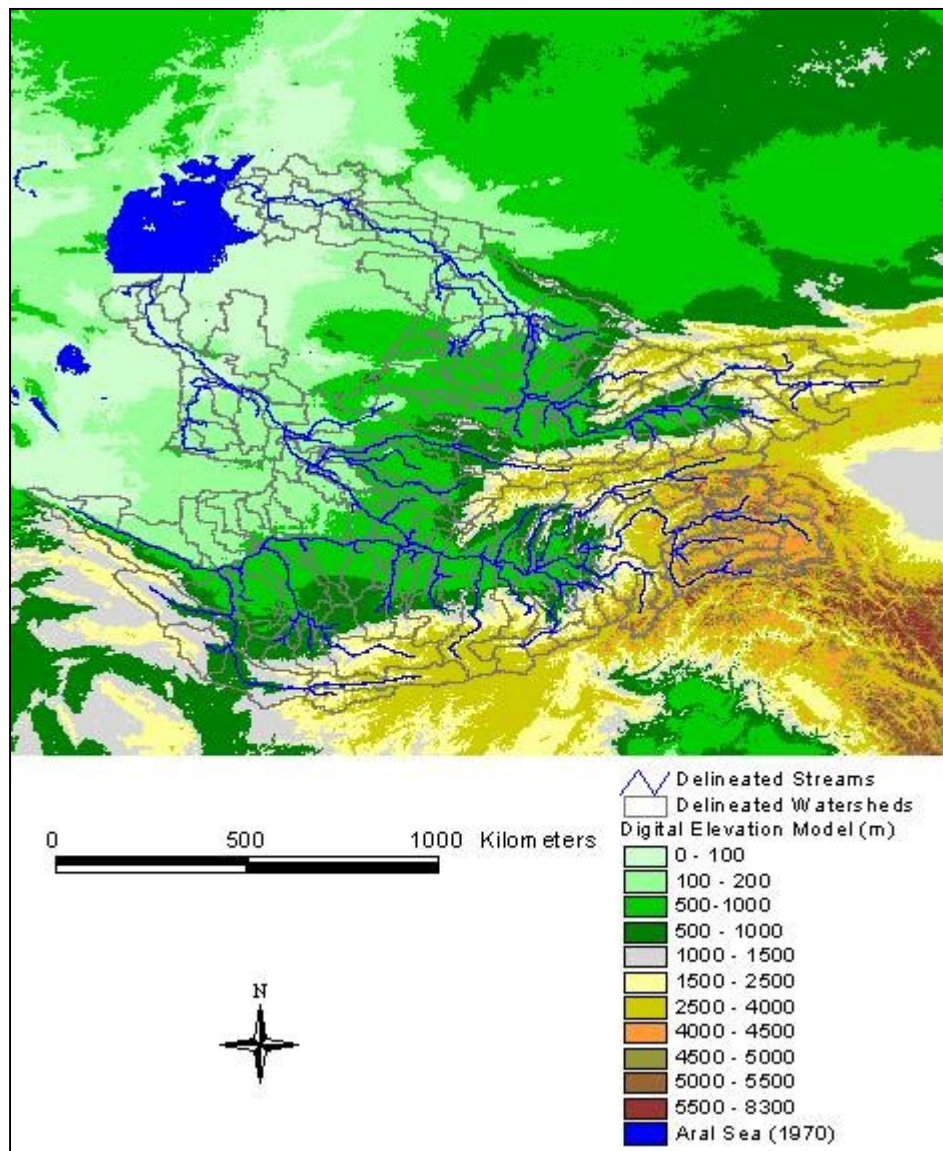 Delineated Streams
Delineated Watersheds
Digital Elevation Model (m)
0 - 100
100 - 200
500-1000
500 - 1000
1000 - 1500
1500 - 2500
2500 - 4000
4000 - 4500
4500 - 5000
5000 - 5500
5500 - 8300
Aral Sea (1970)
0 500 1000 Kilometers
N